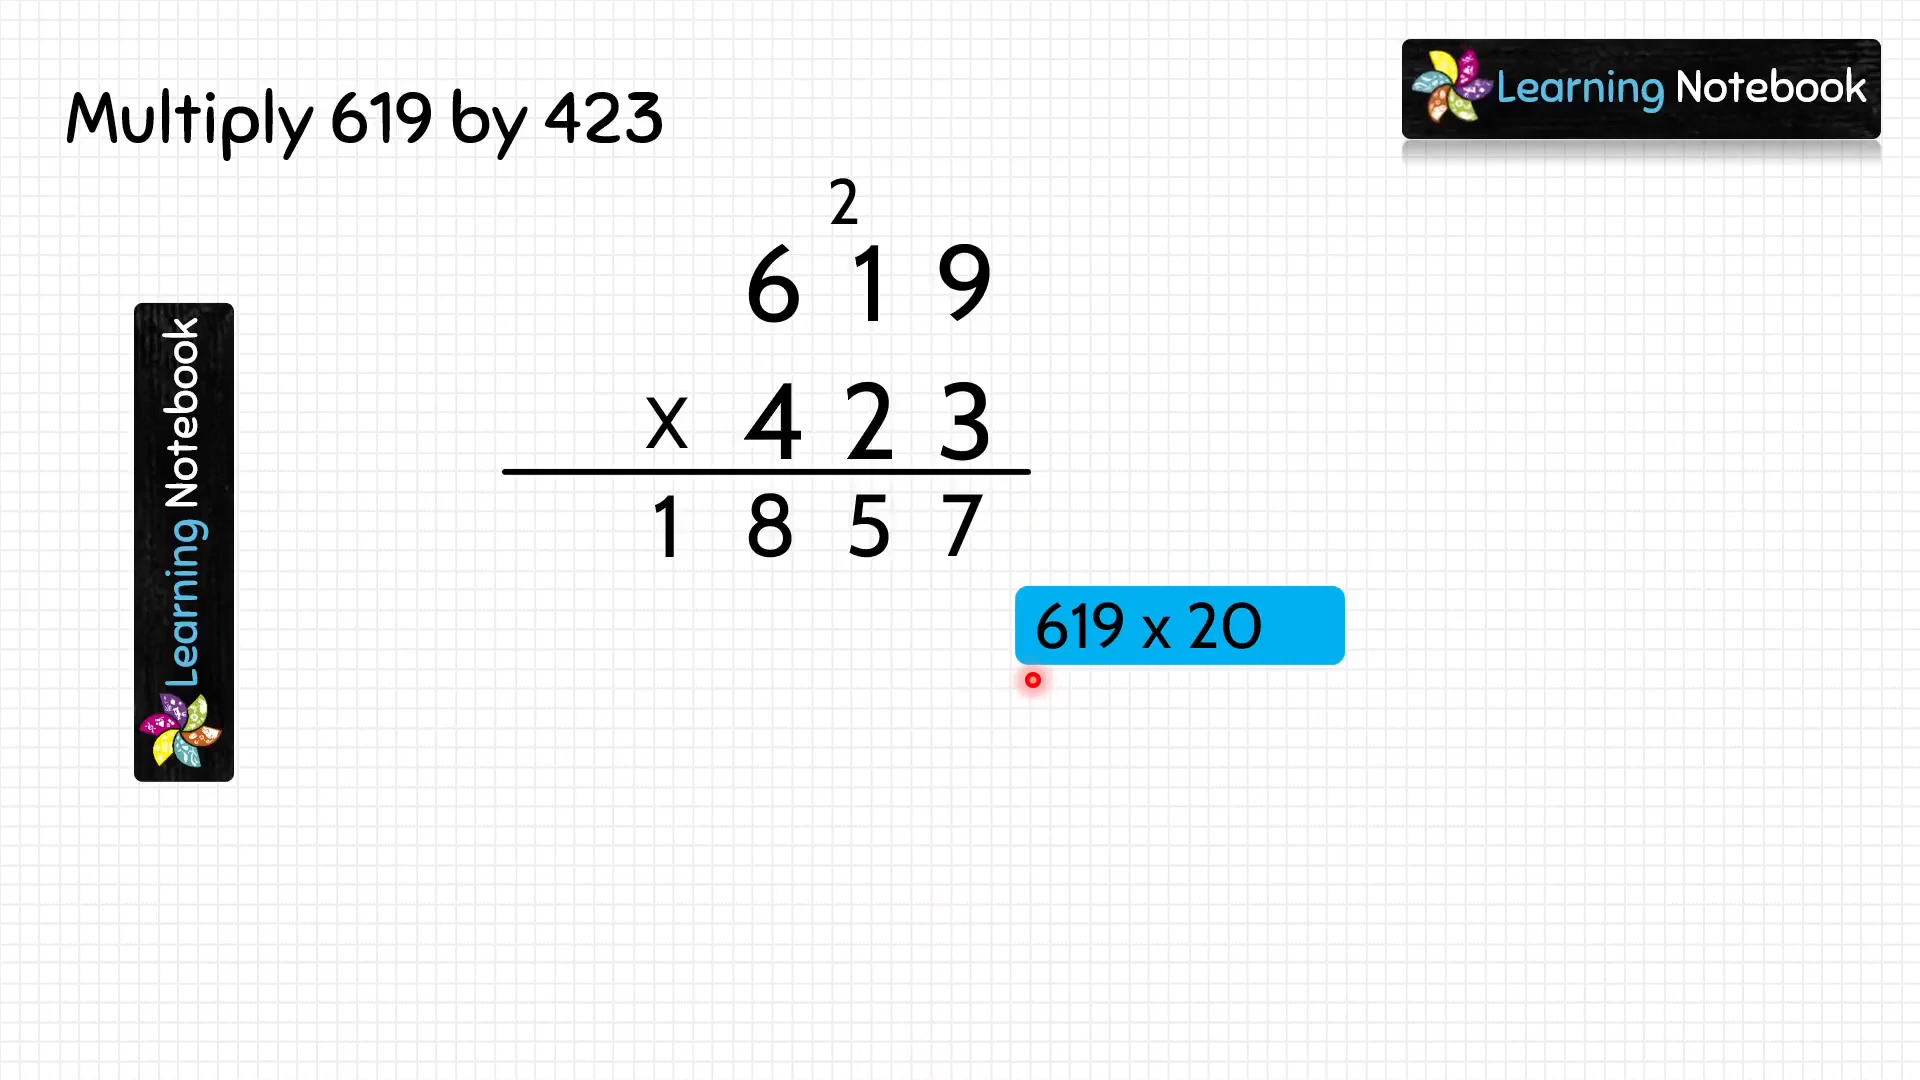 Multiply 619 by 423
Learning Notebook
2
6 1 9
x 4 2 3
1 8 5 7
619 x 20
Learning Notebook